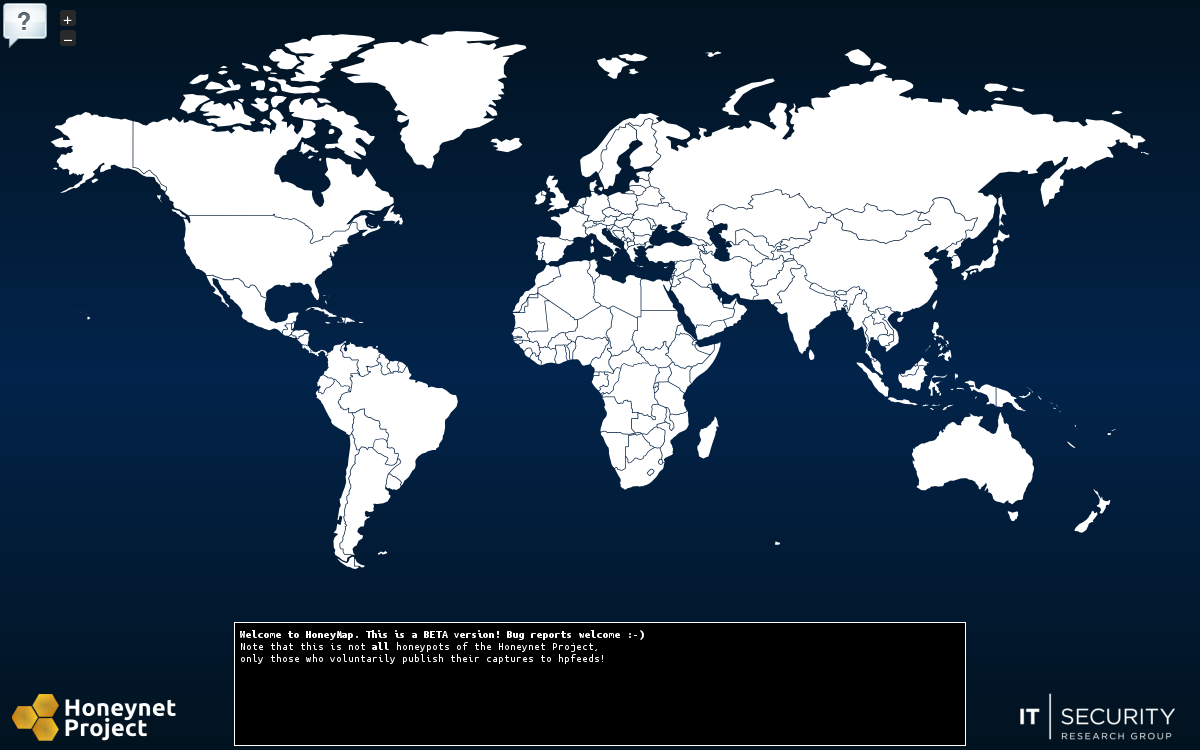 ?
+
−
Welcome to HoneyMap. This is a BETA version! Bug reports welcome :-)
Note that this is not all honeypots of the Honeynet Project,
only those who voluntarily publish their captures to hpfeeds!
Honeynet
Project
IT SECURITY
RESEARCH GROUP